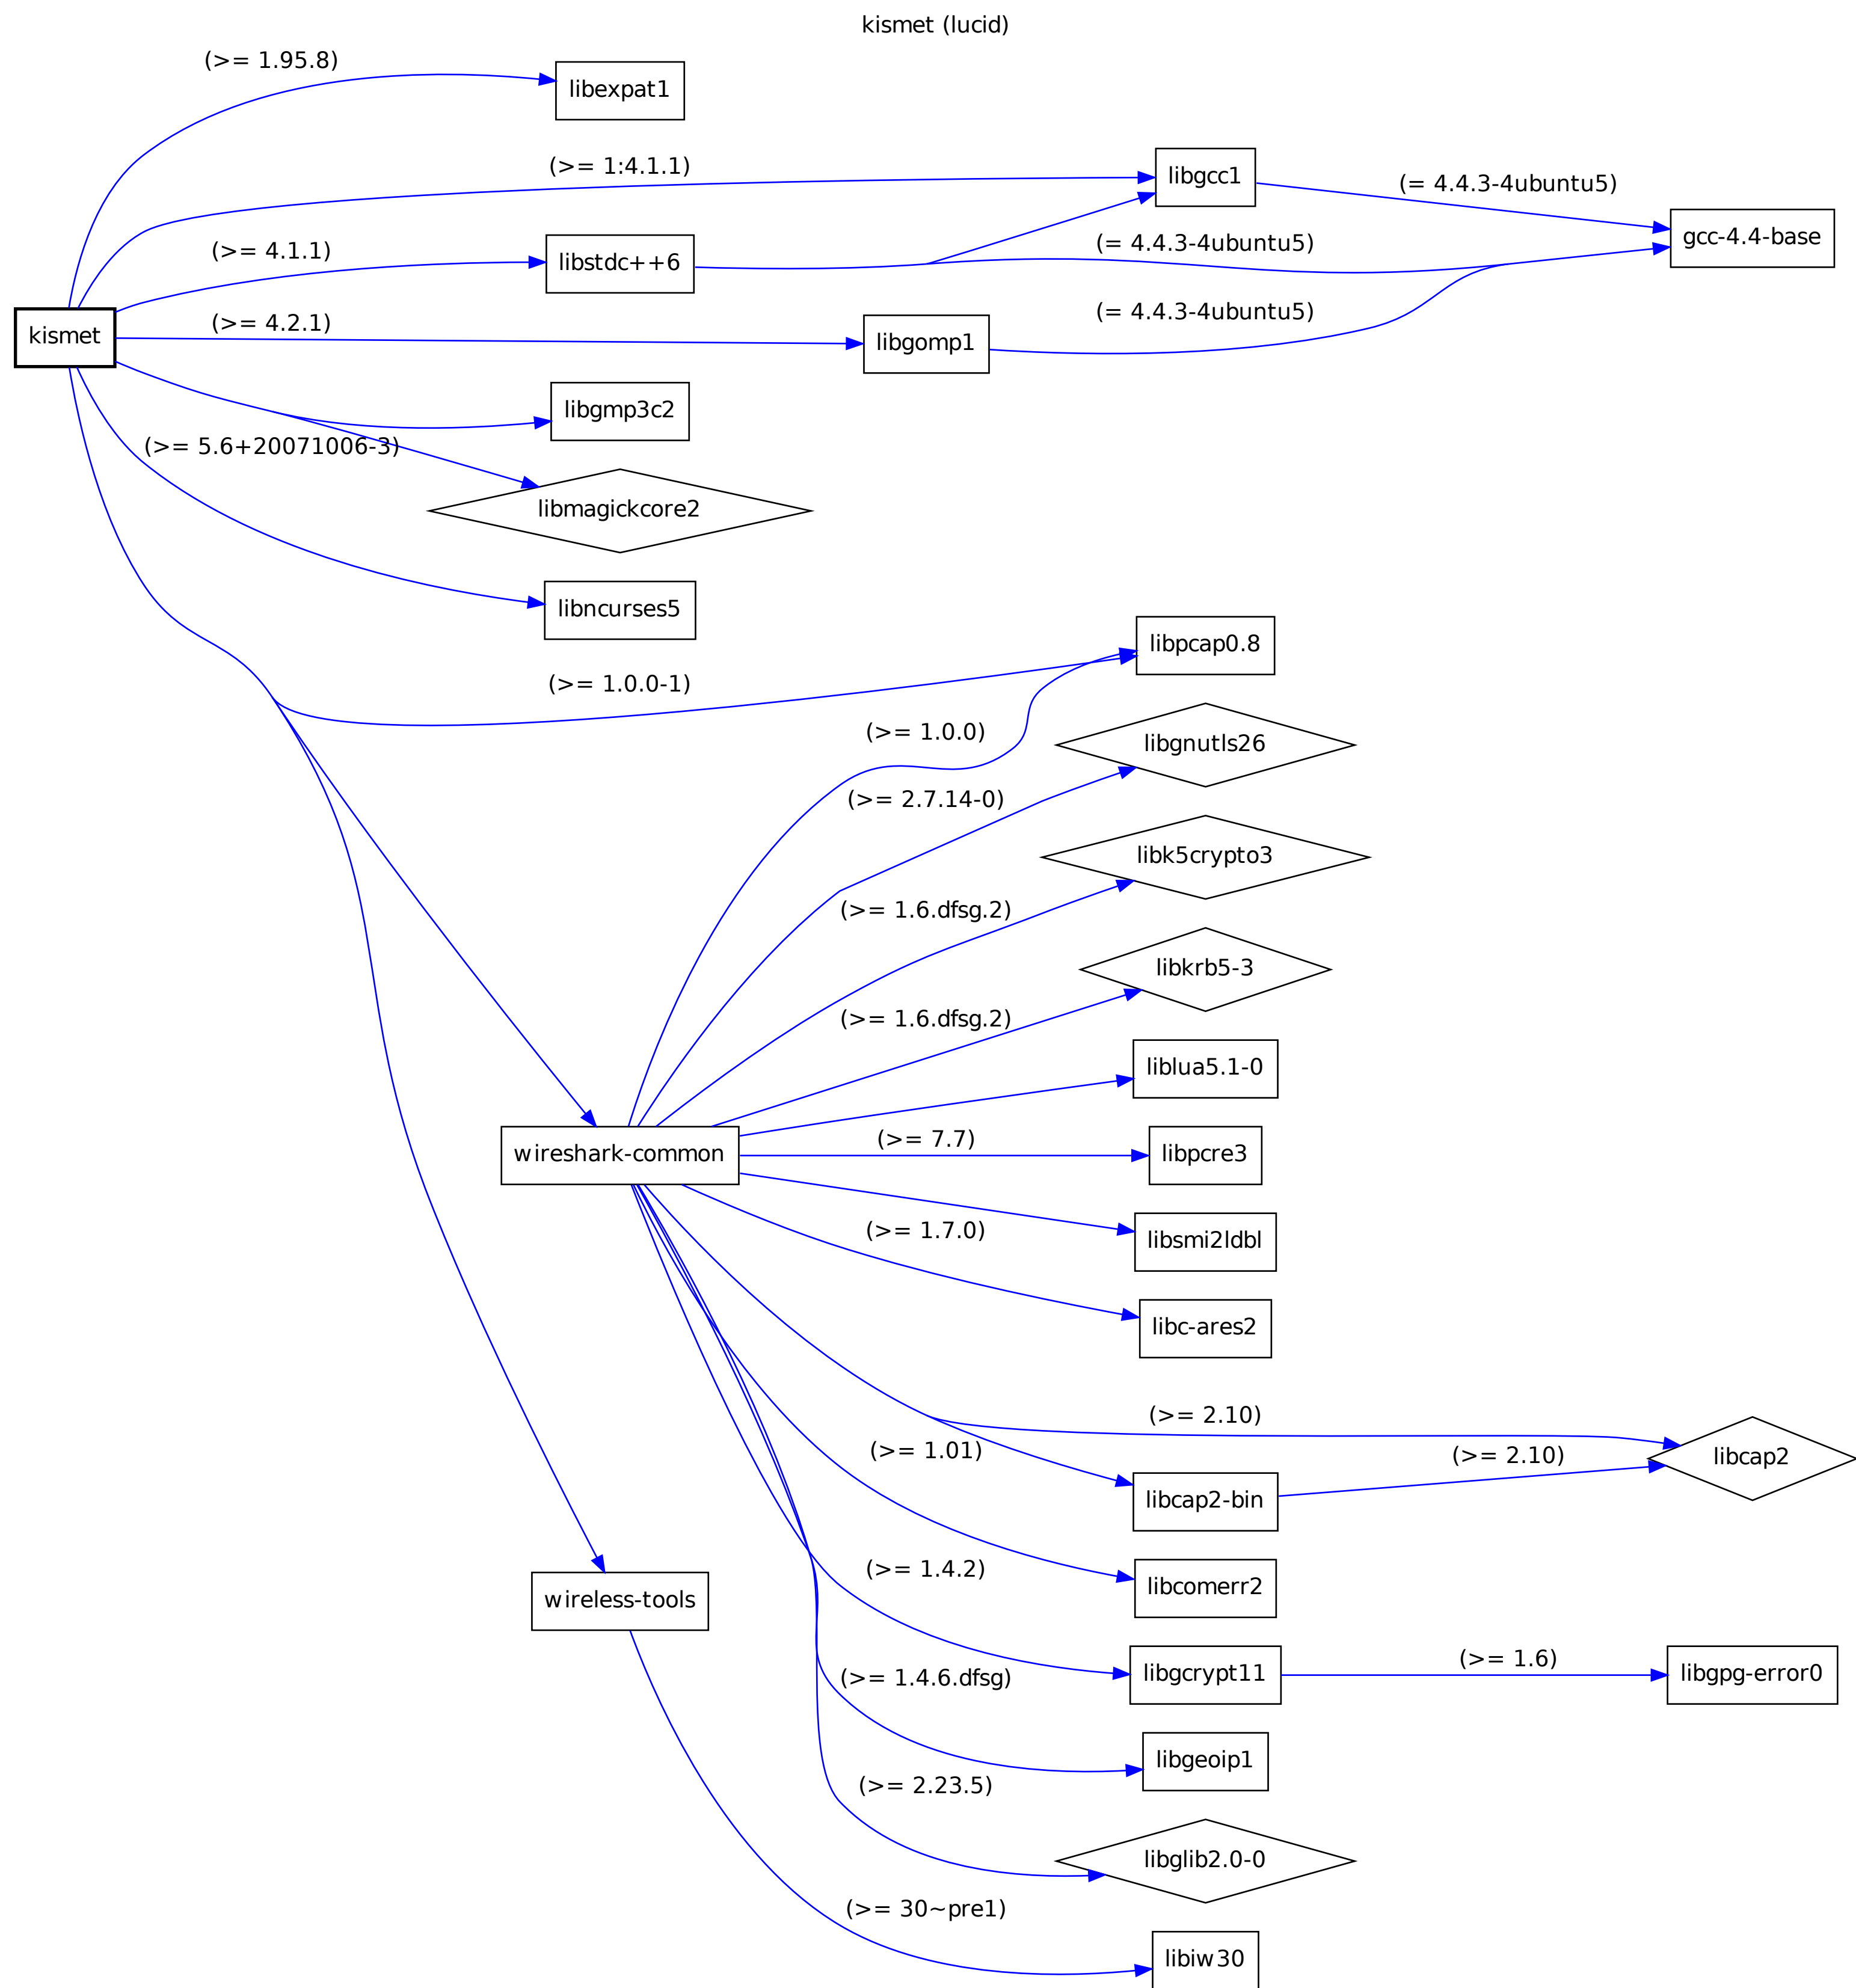 kismet (lucid)
(>= 1.95.8)
libexpat1
(>= 1:4.1.1)
libgcc1
(= 4.4.3-4ubuntu5)
gcc-4.4-base
(>= 4.1.1)
libstdc++6
(= 4.4.3-4ubuntu5)
kismet
(>= 4.2.1)
libgomp1
(= 4.4.3-4ubuntu5)
libgmp3c2
(>= 5.6+20071006-3)
libmagickcore2
libncurses5
libpcap0.8
(>= 1.0.0-1)
(>= 1.0.0)
libgnutls26
(>= 2.7.14-0)
libk5crypto3
(>= 1.6.dfsg.2)
libkrb5-3
(>= 1.6.dfsg.2)
liblua5.1-0
wireshark-common
(>= 7.7)
libpcre3
libsmi2ldbl
(>= 1.7.0)
libc-ares2
(>= 2.10)
libcap2
(>= 1.01)
(>= 2.10)
libcap2-bin
libcomerr2
(>= 1.4.2)
wireless-tools
libgcrypt11
(>= 1.6)
libgpg-error0
(>= 1.4.6.dfsg)
libgeoip1
(>= 2.23.5)
libglib2.0-0
(>= 30~pre1)
libiw30